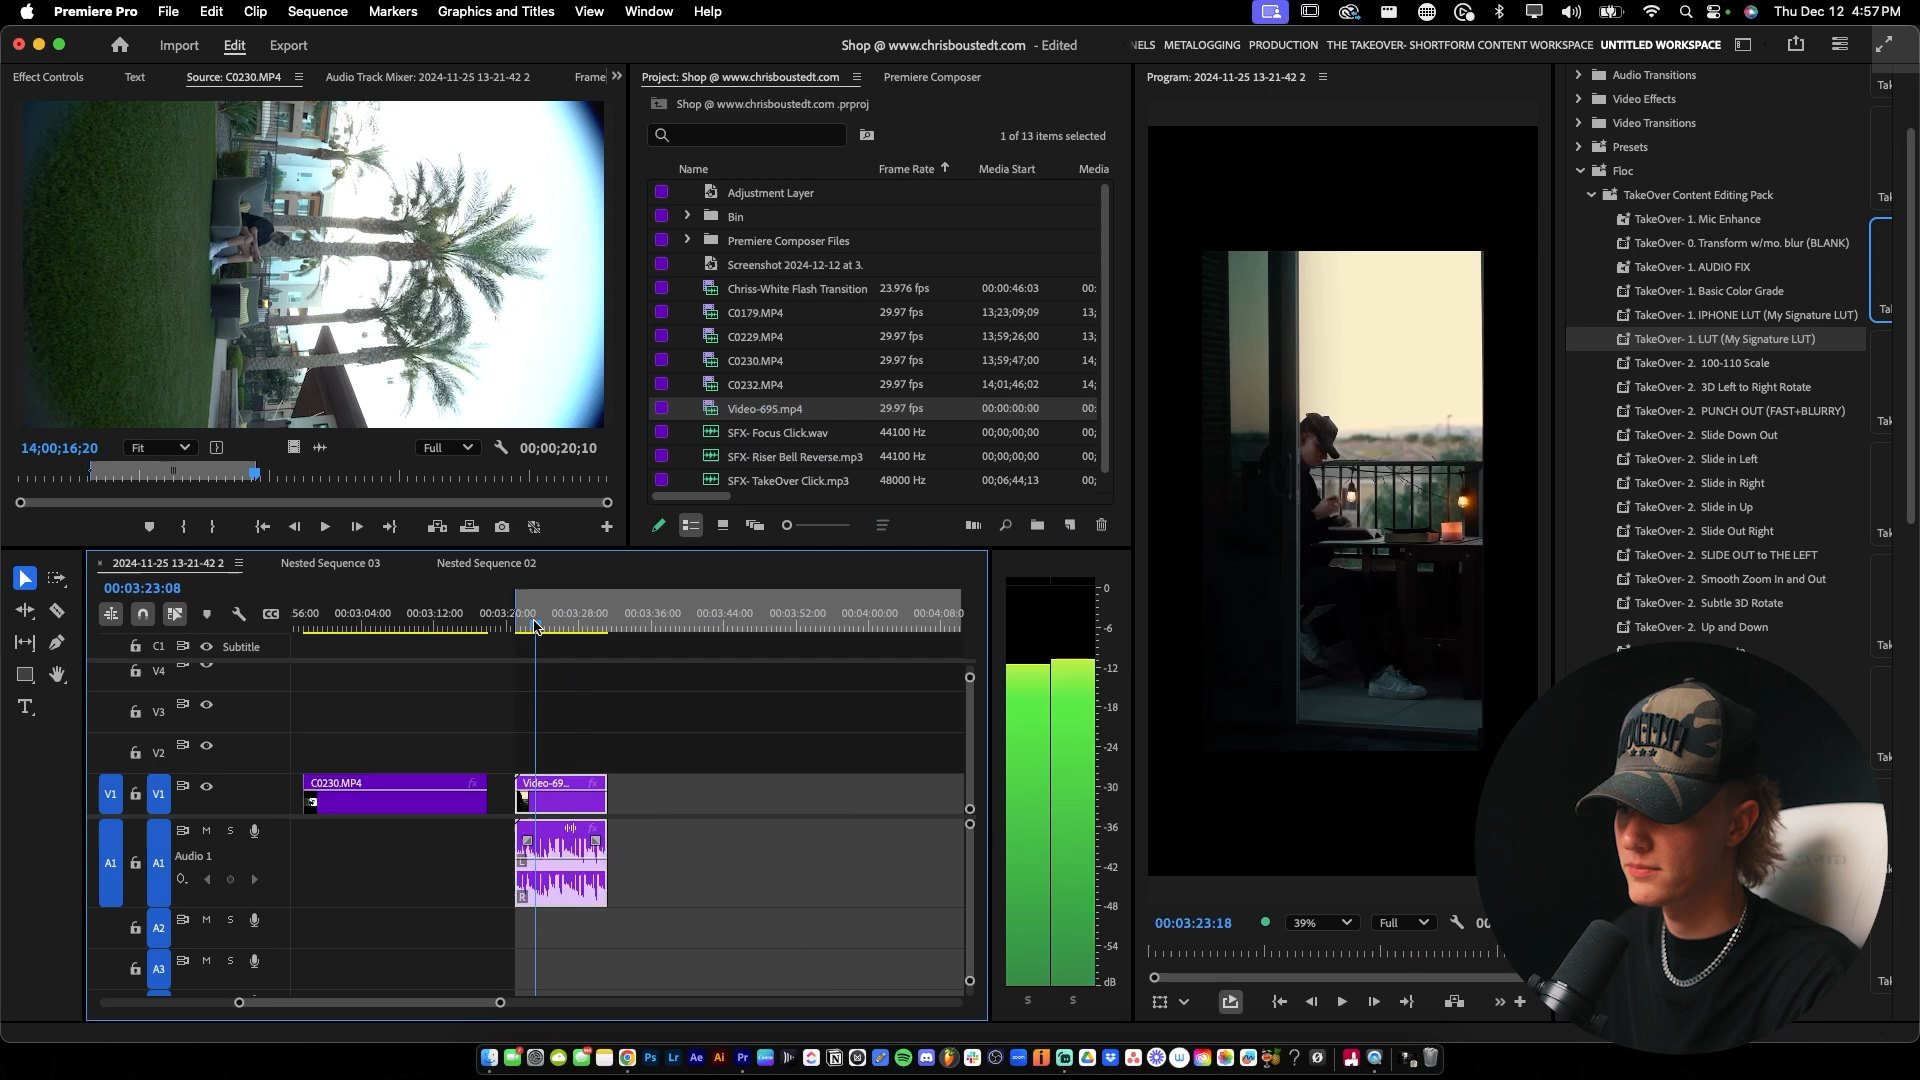 Premiere Pro File Edit Clip Sequence Markers Graphics and Titles View Window Help
Thu Dec 12 4:57 PM
Import Edit Export
Shop @ www.chrisboustedt.com - Edited
NELS METALOGGING PRODUCTION THE TAKEOVER- SHORTFORM CONTENT WORKSPACE UNTITLED WORKSPACE
Effect Controls Text Source: C0230.MP4 Audio Track Mixer: 2024-11-25 13-21-42 2 Frame
14;00;16;20 Fit Full 00;00;20;10
Project: Shop @ www.chrisboustedt.com Premiere Composer
Shop @ www.chrisboustedt.com .prproj
1 of 13 items selected
Name Frame Rate Media Start Media
Adjustment Layer
Bin
Premiere Composer Files
Screenshot 2024-12-12 at 3.
Chriss-White Flash Transition 23.976 fps 00:00:46:03 00:
C0179.MP4 29.97 fps 13;23;09;09 13;
C0229.MP4 29.97 fps 13;59;26;00 13;
C0230.MP4 29.97 fps 13;59;47;00 14;
C0232.MP4 29.97 fps 14;01;46;02 14;
Video-695.mp4 29.97 fps 00:00:00:00 00:
SFX- Focus Click.wav 44100 Hz 00;00;00;00 00;
SFX- Riser Bell Reverse.mp3 44100 Hz 00;00;00;00 00;
SFX- TakeOver Click.mp3 48000 Hz 00;06;44;13 00;
Program: 2024-11-25 13-21-42 2
00:03:23:18 39% Full 00
Audio Transitions
Video Effects
Video Transitions
Presets
Floc
TakeOver Content Editing Pack
TakeOver- 1. Mic Enhance
TakeOver- 0. Transform w/mo. blur (BLANK)
TakeOver- 1. AUDIO FIX
TakeOver- 1. Basic Color Grade
TakeOver- 1. IPHONE LUT (My Signature LUT)
TakeOver- 1. LUT (My Signature LUT)
TakeOver- 2. 100-110 Scale
TakeOver- 2. 3D Left to Right Rotate
TakeOver- 2. PUNCH OUT (FAST+BLURRY)
TakeOver- 2. Slide Down Out
TakeOver- 2. Slide in Left
TakeOver- 2. Slide in Right
TakeOver- 2. Slide in Up
TakeOver- 2. Slide Out Right
TakeOver- 2. SLIDE OUT to THE LEFT
TakeOver- 2. Smooth Zoom In and Out
TakeOver- 2. Subtle 3D Rotate
TakeOver- 2. Up and Down
Tak
Tak
Tak
Tak
Tak
Tak
Tak
Tak
Tak
2024-11-25 13-21-42 2 Nested Sequence 03 Nested Sequence 02
00:03:23:08
56:00 00:03:04:00 00:03:12:00 00:03:20:00 00:03:28:00 00:03:36:00 00:03:44:00 00:03:52:00 00:04:00:00 00:04:08:0
C1 Subtitle
V4
V3
V2
V1 V1 C0230.MP4 fx Video-69... fx
M S
A1 A1 Audio 1 fx
L
R
A2 M S
A3 M S
0
-6
-12
-18
-24
-30
-36
-42
-48
-54
dB
S S
Ps Lr Ae Ai Pr